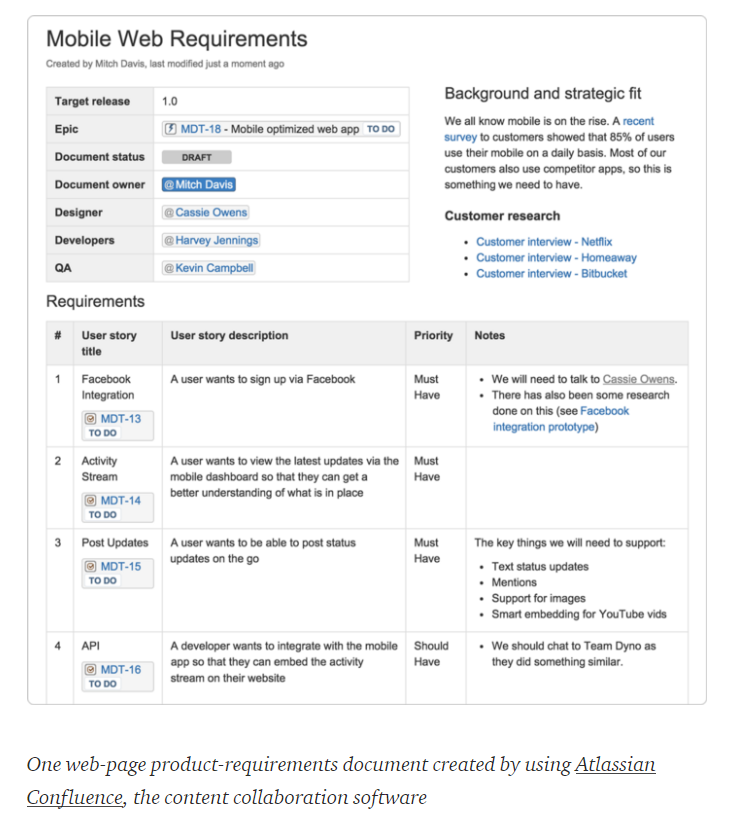 Mobile Web Requirements
Created by Mitch Davis, last modified just a moment ago
Target release 1.0
Epic MDT-18 - Mobile optimized web app TO DO
Document status DRAFT
Document owner @Mitch Davis
Designer @Cassie Owens
Developers @Harvey Jennings
QA @Kevin Campbell
Background and strategic fit
We all know mobile is on the rise. A recent
survey to customers showed that 85% of users
use their mobile on a daily basis. Most of our
customers also use competitor apps, so this is
something we need to have.
Customer research
• Customer interview - Netflix
• Customer interview - Homeaway
• Customer interview - Bitbucket
Requirements
# User story title User story description Priority Notes
1
Facebook
Integration
MDT-13
TO DO
A user wants to sign up via Facebook
Must
Have
• We will need to talk to Cassie Owens.
• There has also been some research
done on this (see Facebook
integration prototype)
2
Activity
Stream
MDT-14
TO DO
A user wants to view the latest updates via the
mobile dashboard so that they can get a
better understanding of what is in place
Must
Have
3
Post Updates
MDT-15
TO DO
A user wants to be able to post status
updates on the go
Must
Have
The key things we will need to support:
• Text status updates
• Mentions
• Support for images
• Smart embedding for YouTube vids
4
API
MDT-16
TO DO
A developer wants to integrate with the mobile
app so that they can embed the activity
stream on their website
Should
Have
• We should chat to Team Dyno as
they did something similar.
One web-page product-requirements document created by using Atlassian
Confluence, the content collaboration software